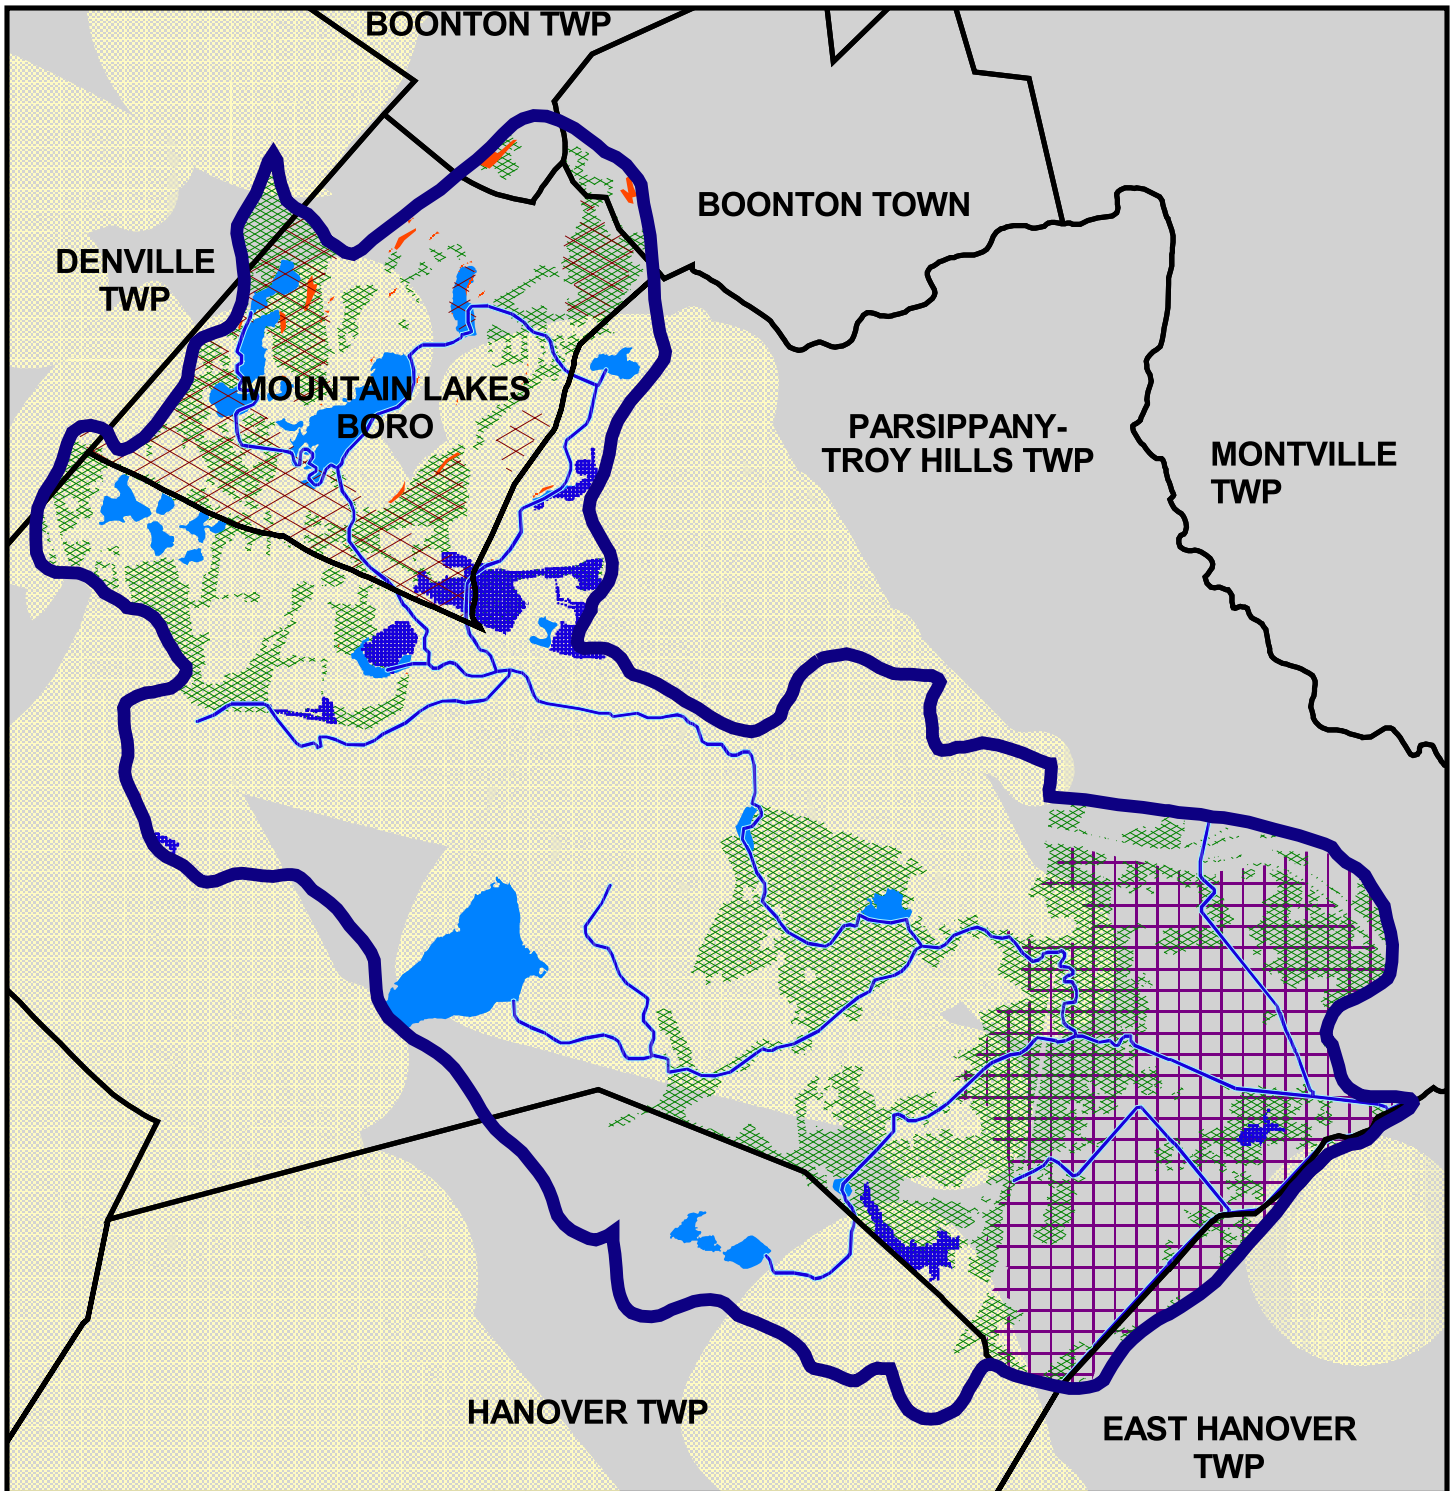 BOONTON TWP
BOONTON TOWN
DENVILLE
TWP
MOUNTAIN LAKES
BORO
PARSIPPANY-
TROY HILLS TWP
MONTVILLE
TWP
HANOVER TWP
EAST HANOVER
TWP